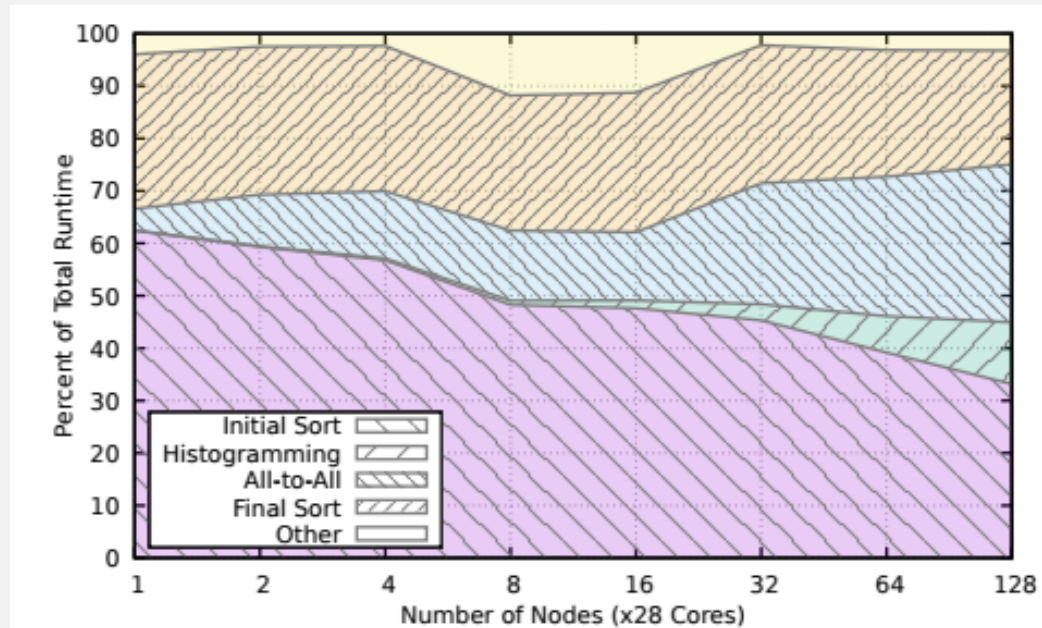 100
90
80
70
60
50
40
30
20
10
0
Percent of Total Runtime
Initial Sort
Histogramming
All-to-All
Final Sort
Other
1 2 4 8 16 32 64 128
Number of Nodes (x28 Cores)